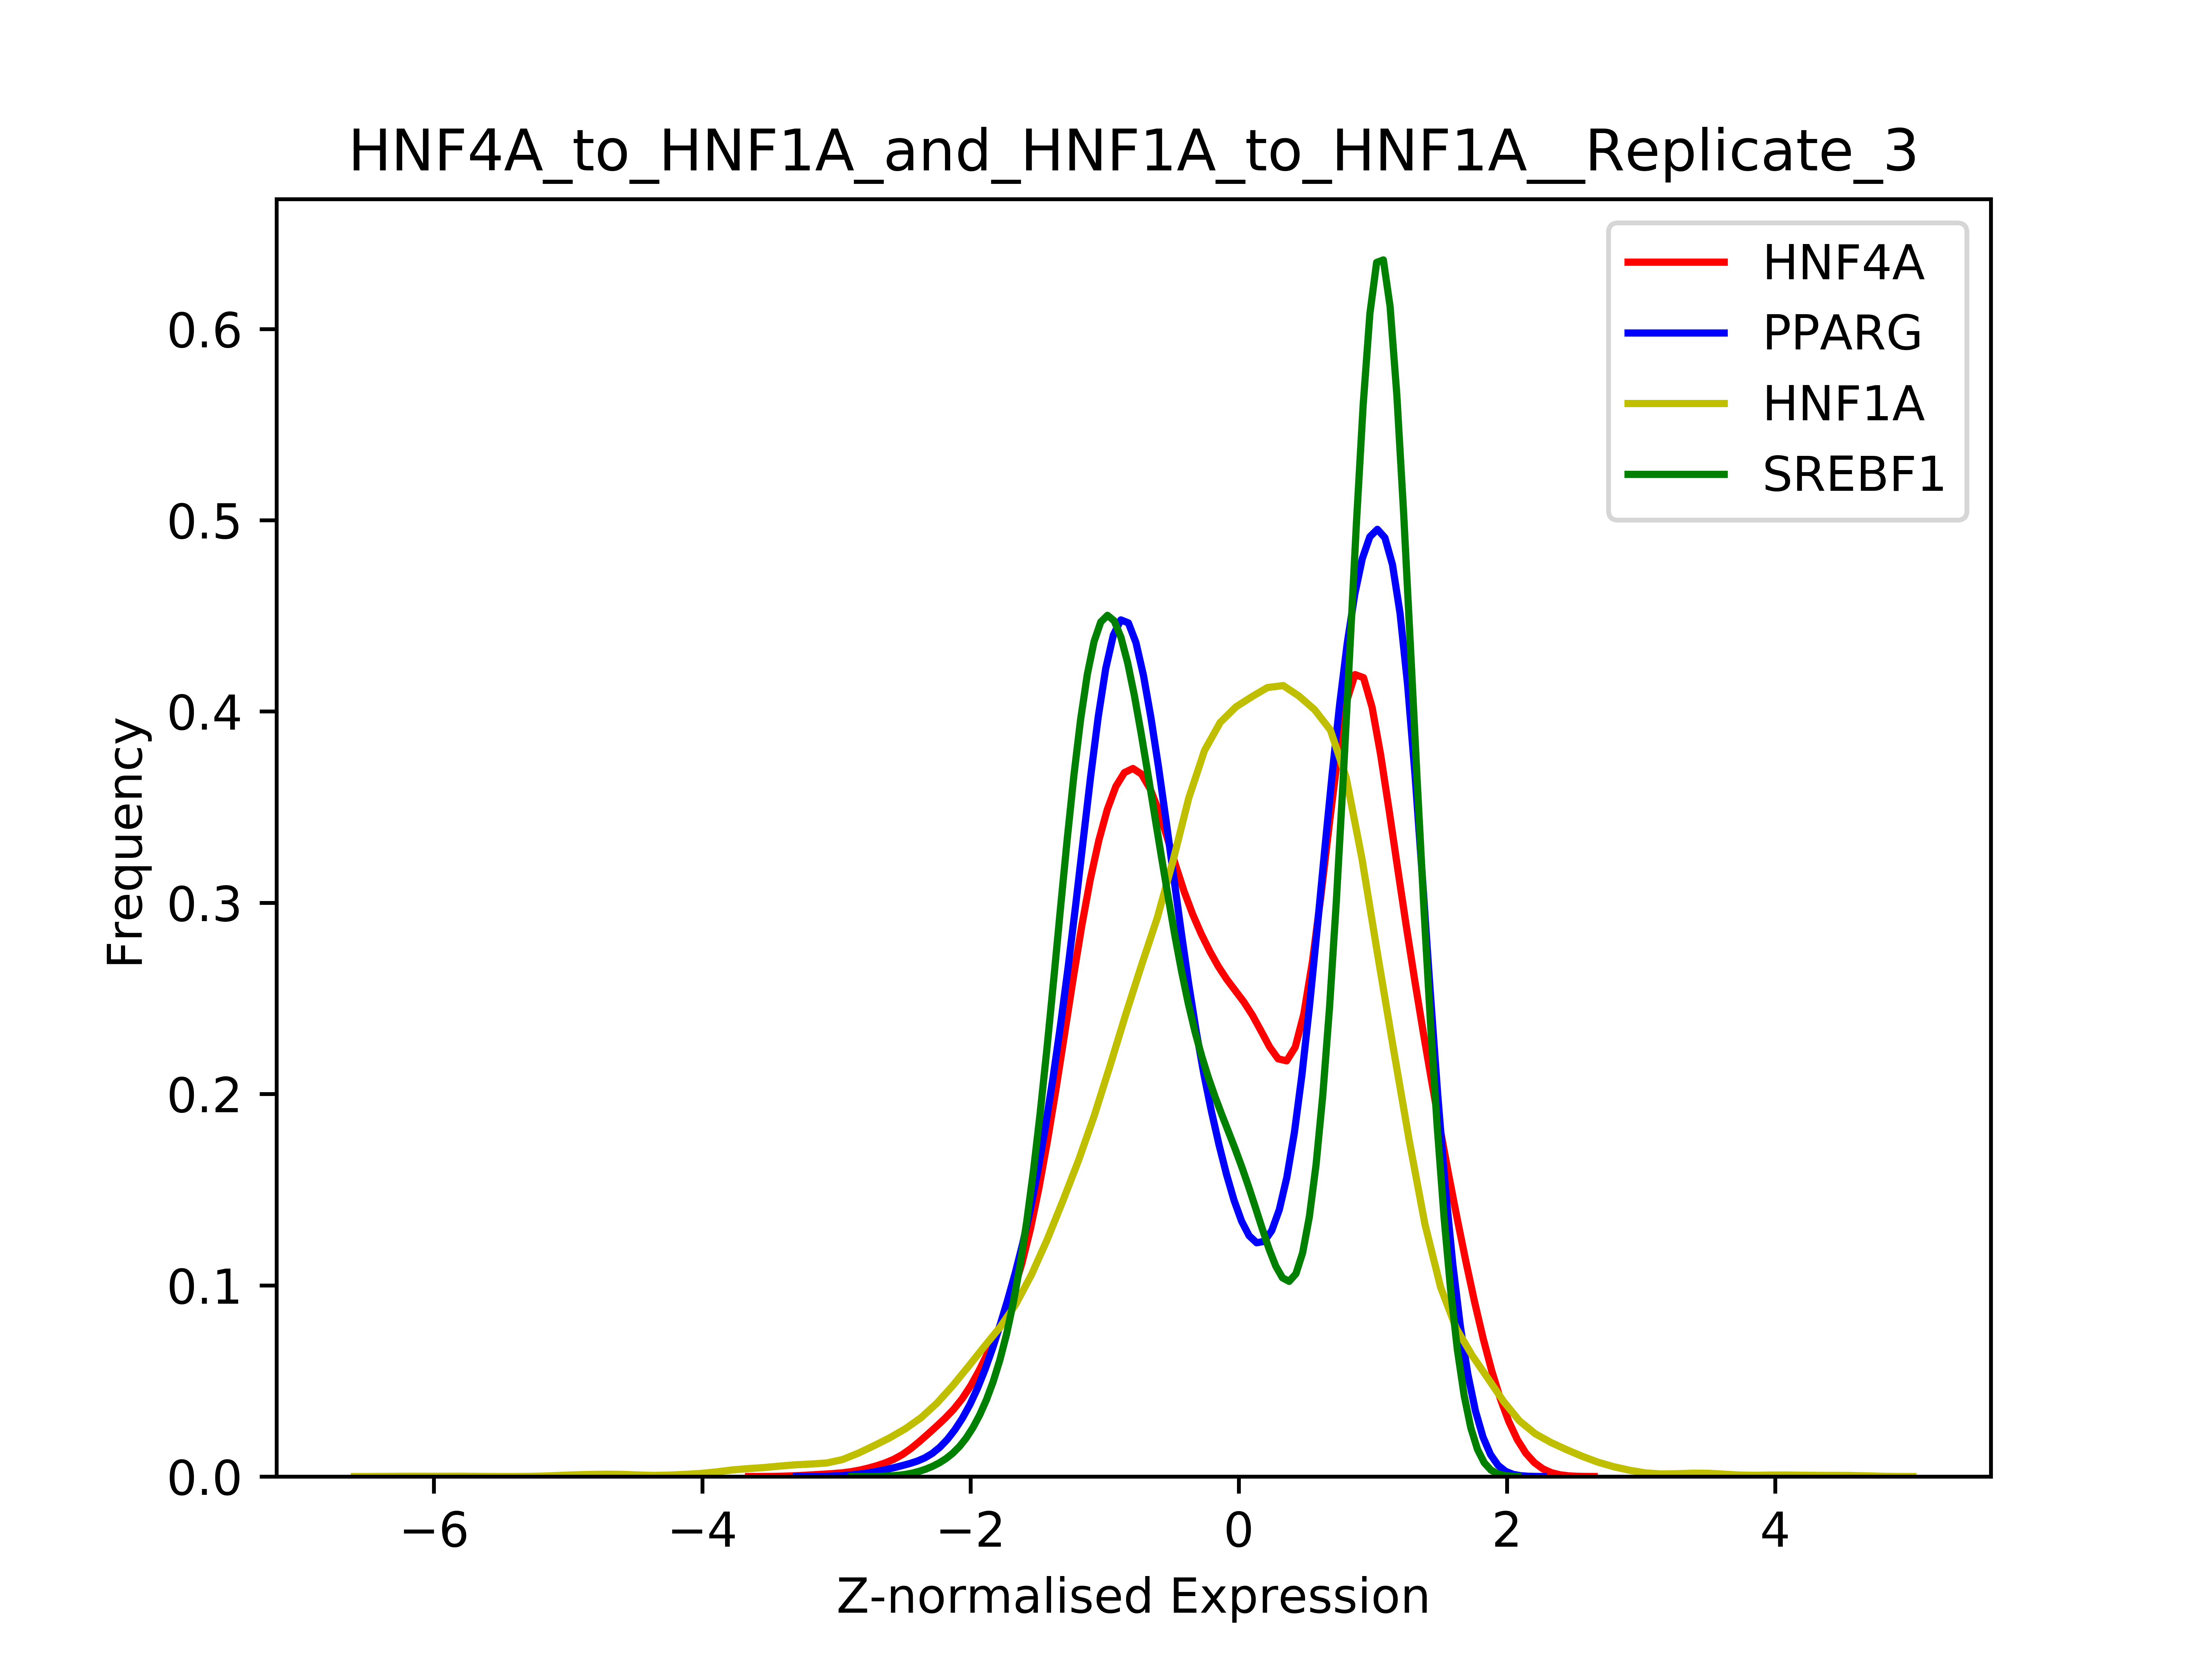 HNF4A_to_HNF1A_and_HNF1A_to_HNF1A__Replicate_3
HNF4A
PPARG
HNF1A
SREBF1
Frequency
0.6
0.5
0.4
0.3
0.2
0.1
0.0
−6
−4
−2
0
2
4
Z-normalised Expression